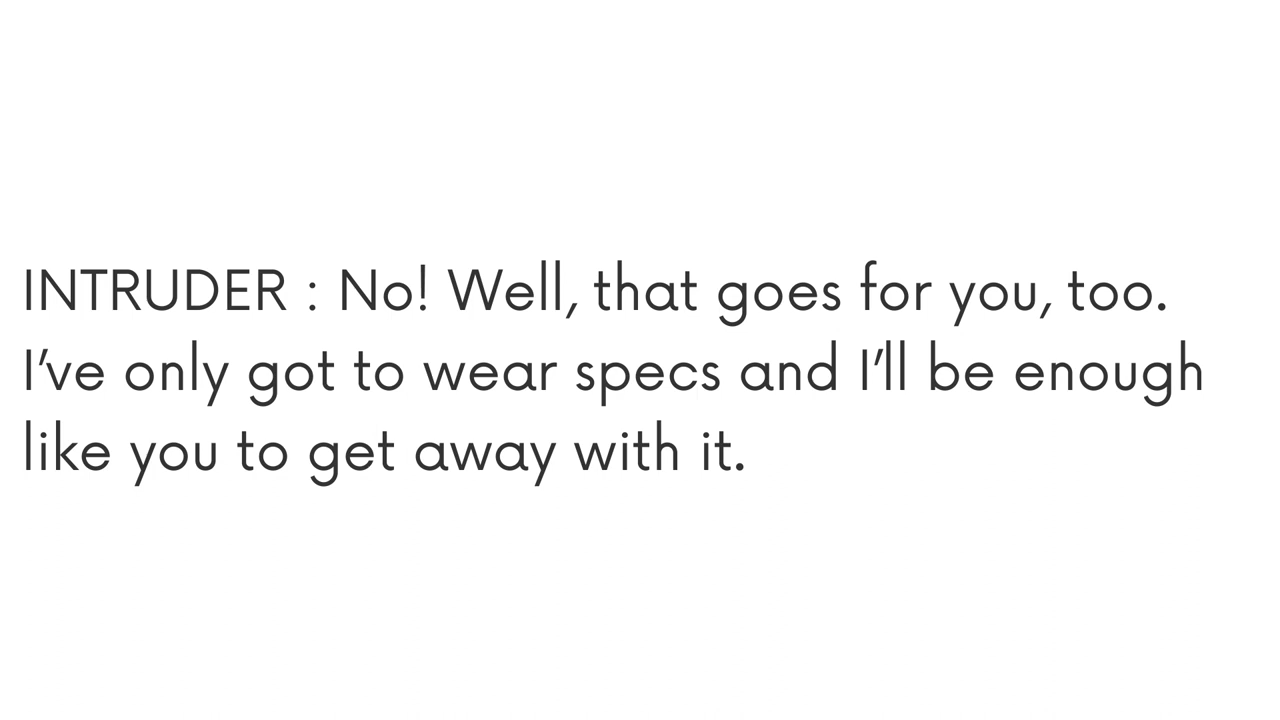 INTRUDER : No! Well, that goes for you, too.
I’ve only got to wear specs and I’ll be enough
like you to get away with it.